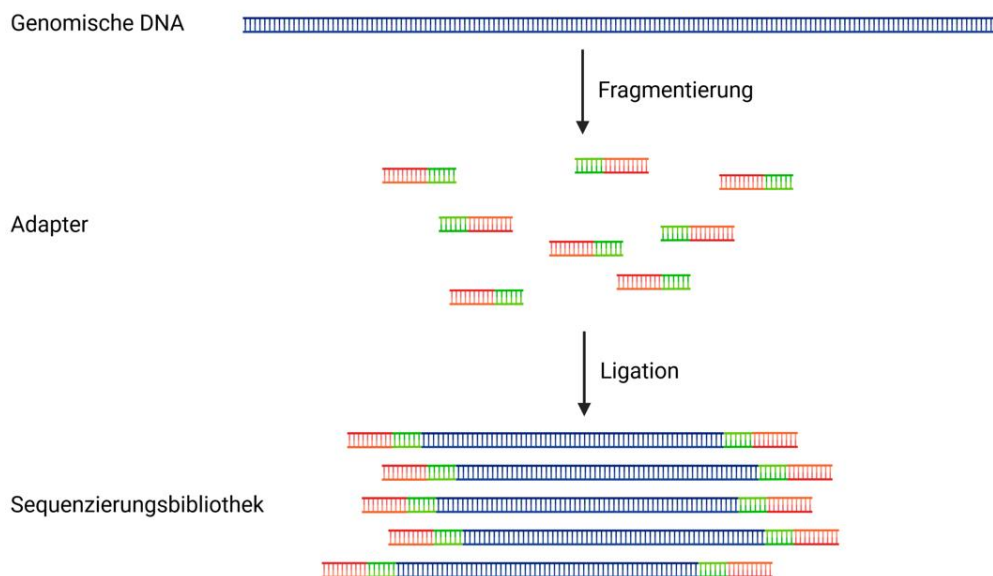 Genomische DNA
Fragmentierung
Adapter
Ligation
Sequenzierungsbibliothek